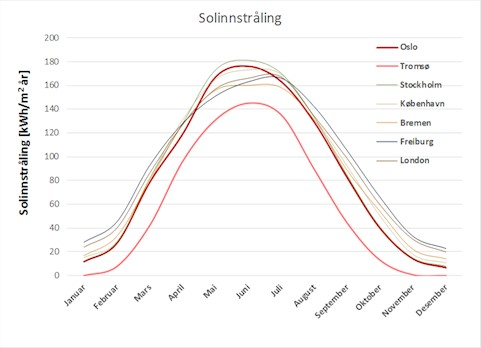 Solinnstråling
Solinnstråling [kWh/m² år]
200
180
160
140
120
100
80
60
40
20
0
Januar
Februar
Mars
April
Mai
Juni
Juli
August
September
Oktober
November
Desember
Oslo
Tromsø
Stockholm
København
Bremen
Freiburg
London